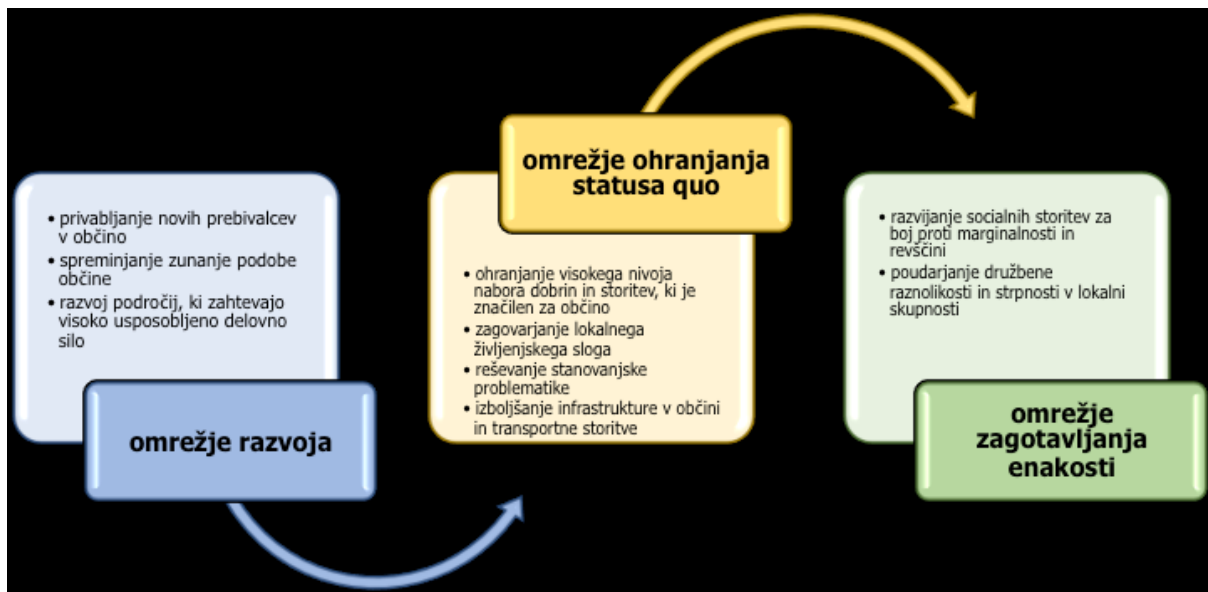 • privabljanje novih prebivalcev
v občino
• spreminjanje zunanje podobe
občine
• razvoj področij, ki zahtevajo
visoko usposobljeno delovno
silo
omrežje razvoja
omrežje ohranjanja
statusa quo
• ohranjanje visokega nivoja
nabora dobrin in storitev, ki je
značilen za občino
• zagovarjanje lokalnega
življenjskega sloga
• reševanje stanovanjske
problematike
• izboljšanje infrastrukture v občini
in transportne storitve
• razvijanje socialnih storitev za
boj proti marginalnosti in
revščini
• poudarjanje družbene
raznolikosti in strpnosti v lokalni
skupnosti
omrežje
zagotavljanja
enakosti